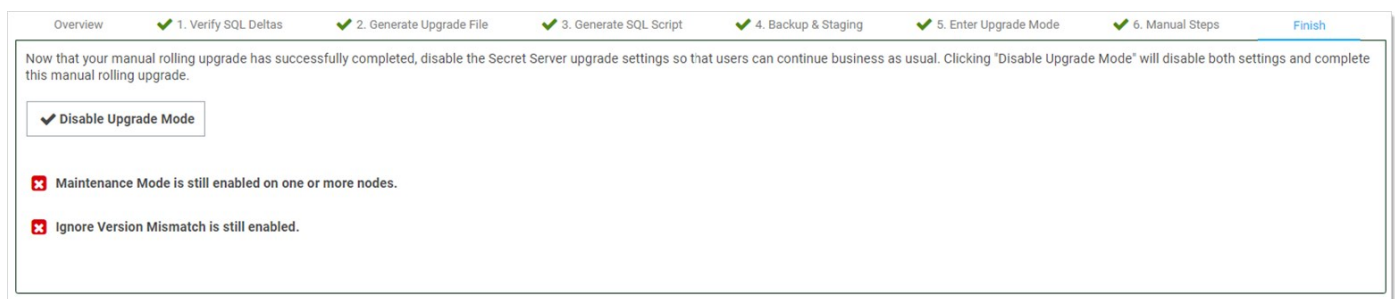 Overview
1. Verify SQL Deltas
2. Generate Upgrade File
3. Generate SQL Script
4. Backup & Staging
5. Enter Upgrade Mode
6. Manual Steps
Finish
Now that your manual rolling upgrade has successfully completed, disable the Secret Server upgrade settings so that users can continue business as usual. Clicking "Disable Upgrade Mode" will disable both settings and complete
this manual rolling upgrade.
Disable Upgrade Mode
Maintenance Mode is still enabled on one or more nodes.
Ignore Version Mismatch is still enabled.